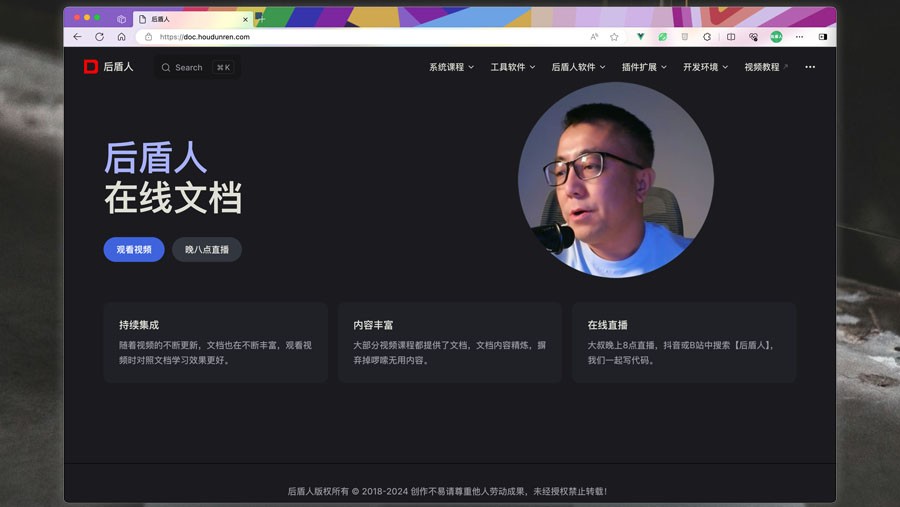 后盾人
https://doc.houdunren.com
后盾人
Search ⌘ K
系统课程
工具软件
后盾人软件
插件扩展
开发环境
视频教程
后盾人
在线文档
观看视频
晚八点直播
持续集成
随着视频的不断更新，文档也在不断丰富，观看视
频时对照文档学习效果更好。
内容丰富
大部分视频课程都提供了文档，文档内容精炼，摒
弃掉啰嗦无用内容。
在线直播
大叔晚上8点直播，抖音或B站中搜索【后盾人】，
我们一起写代码。
后盾人版权所有 © 2018-2024 创作不易请尊重他人劳动成果，未经授权禁止转载！